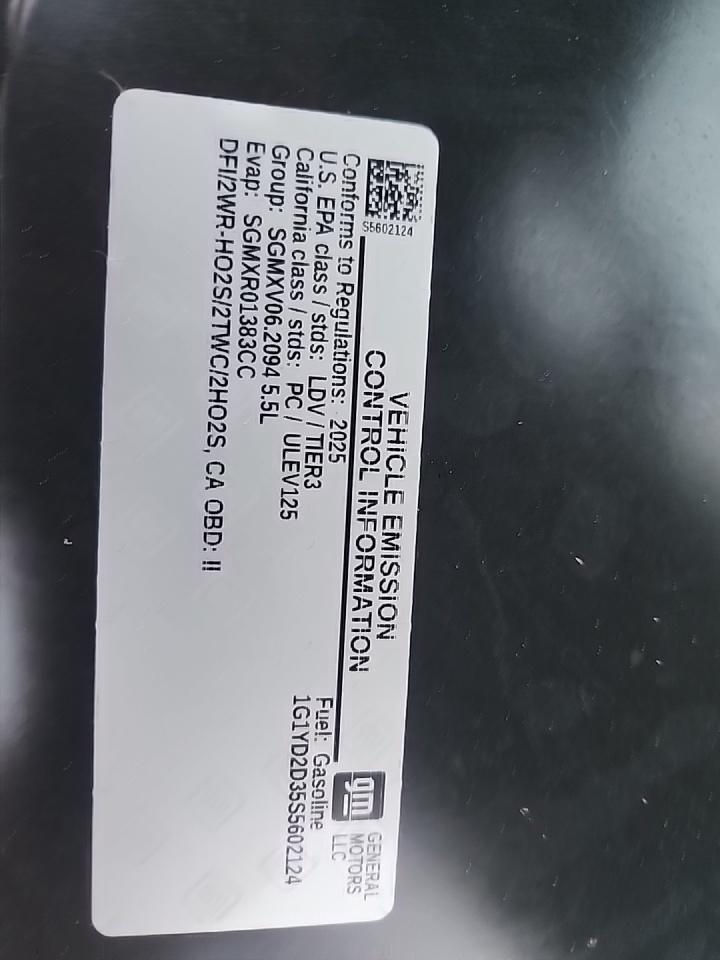 S5602124
VEHICLE EMISSION
CONTROL INFORMATION
gm
GENERAL
MOTORS
LLC
Conforms to Regulations: 2025
U.S. EPA class / stds: LDV / TIER3
California class / stds: PC / ULEV125
Group: SGMXV06.2094 5.5L
Evap: SGMXR01383CC
DFI/2WR-HO2S/2TWC/2HO2S, CA OBD: II
Fuel: Gasoline
1G1YD2D35S5602124